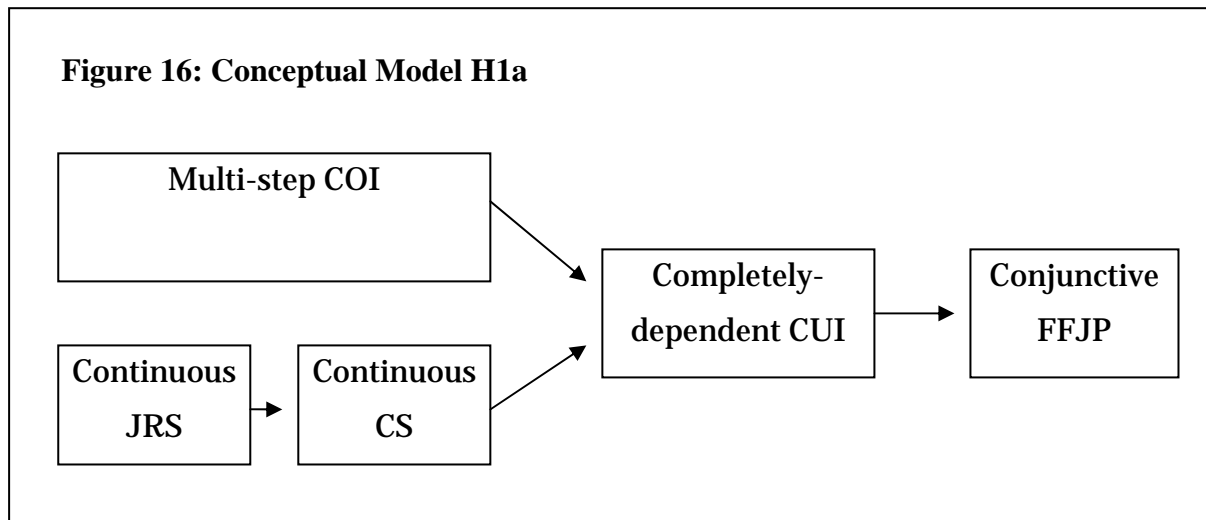 Figure 16: Conceptual Model H1a
Multi-step COI
Completely-
dependent CUI
Conjunctive
FFJP
Continuous
JRS
Continuous
CS